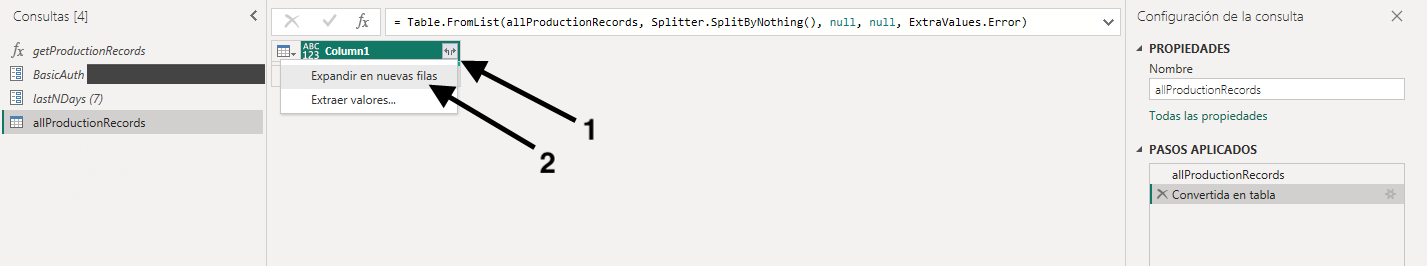 Consultas [4]
fx getProductionRecords
BasicAuth
lastNDays (7)
allProductionRecords
fx = Table.FromList(allProductionRecords, Splitter.SplitByNothing(), null, null, ExtraValues.Error)
ABC 123 Column1
Expandir en nuevas filas
Extraer valores...
1
2
Configuración de la consulta
PROPIEDADES
Nombre
allProductionRecords
Todas las propiedades
PASOS APLICADOS
allProductionRecords
Convertida en tabla